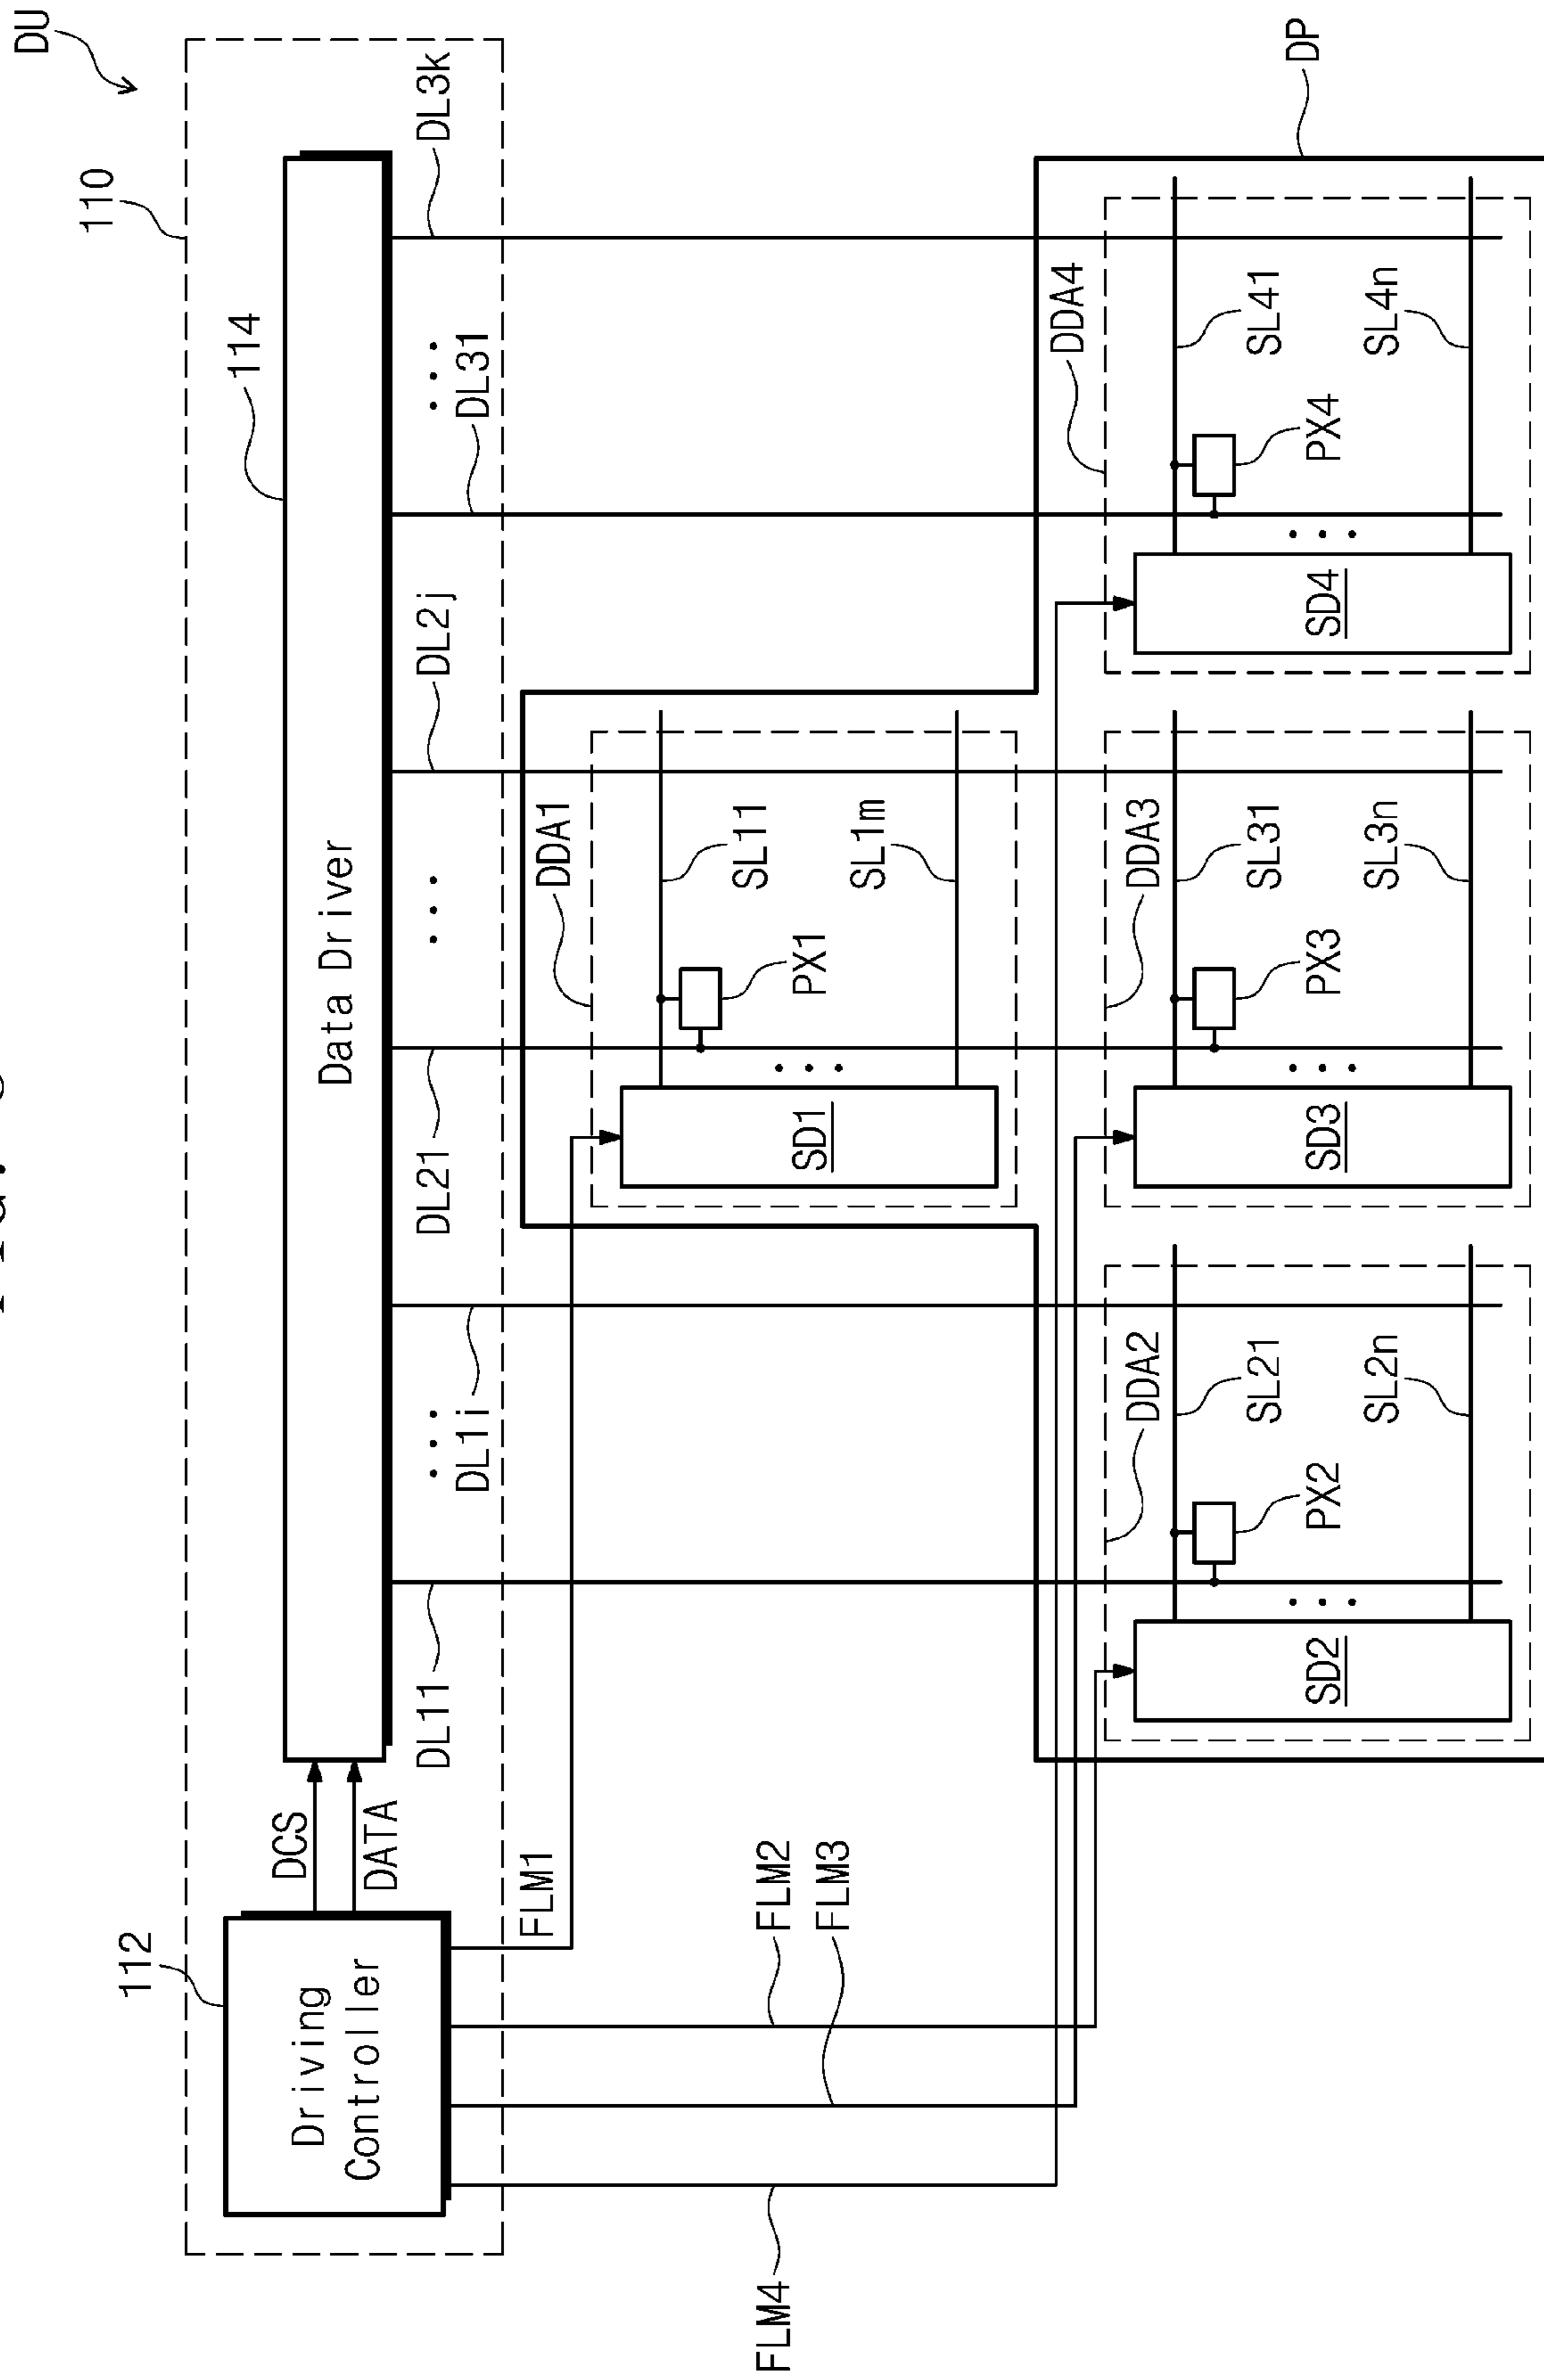 DU
110
112
114
Driving
Controller
DCS
DATA
Data Driver
DL11
DL1i
DL21
DL2j
DL31
DL3k
FLM1
FLM2
FLM3
FLM4
DDA1
SD1
PX1
SL11
SL1m
DP
DDA2
SD2
PX2
SL21
SL2n
DDA3
SD3
PX3
SL31
SL3n
DDA4
SD4
PX4
SL41
SL4n